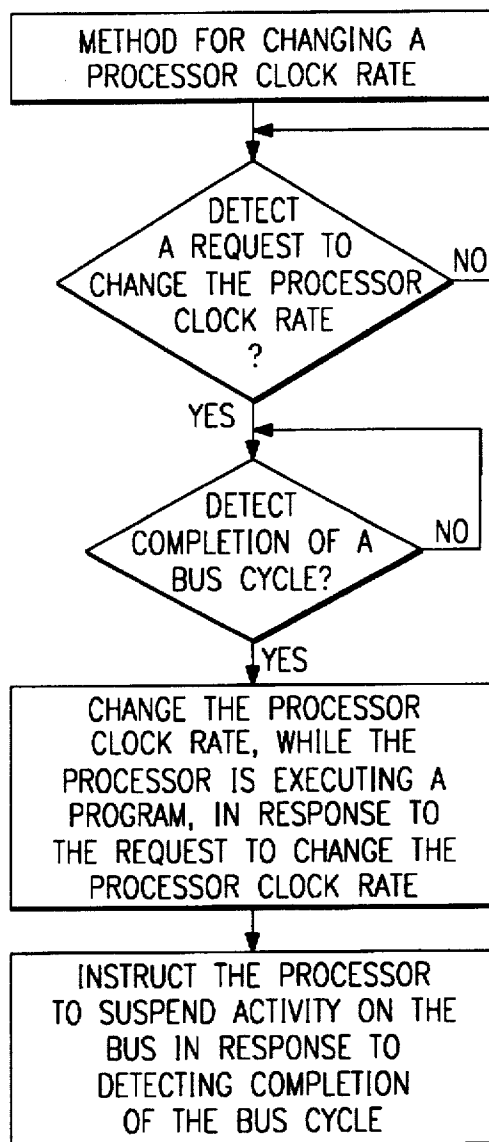 METHOD FOR CHANGING A
PROCESSOR CLOCK RATE
DETECT
A REQUEST TO
CHANGE THE PROCESSOR
CLOCK RATE
?
NO
YES
DETECT
COMPLETION OF A
BUS CYCLE?
NO
YES
CHANGE THE PROCESSOR
CLOCK RATE, WHILE THE
PROCESSOR IS EXECUTING A
PROGRAM, IN RESPONSE TO
THE REQUEST TO CHANGE THE
PROCESSOR CLOCK RATE
INSTRUCT THE PROCESSOR
TO SUSPEND ACTIVITY ON THE
BUS IN RESPONSE TO
DETECTING COMPLETION
OF THE BUS CYCLE